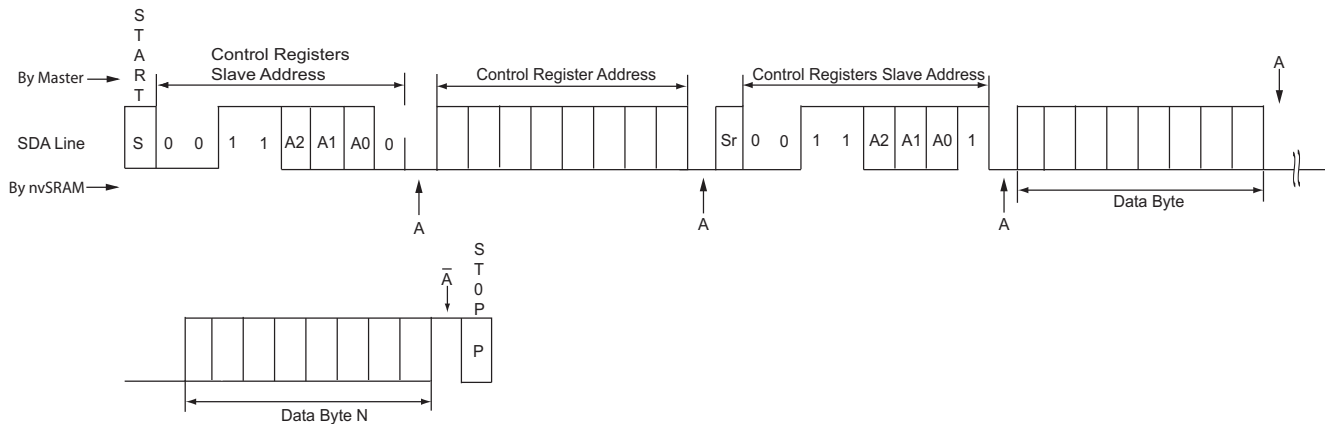 START
Control Registers
Slave Address
By Master
Control Register Address
Control Registers Slave Address
A
SDA Line
S 0 0 1 1 A2 A1 A0 0
Sr 0 0 1 1 A2 A1 A0 1
By nvSRAM
A
A
A
Data Byte
A̅
ST0P
P
Data Byte N